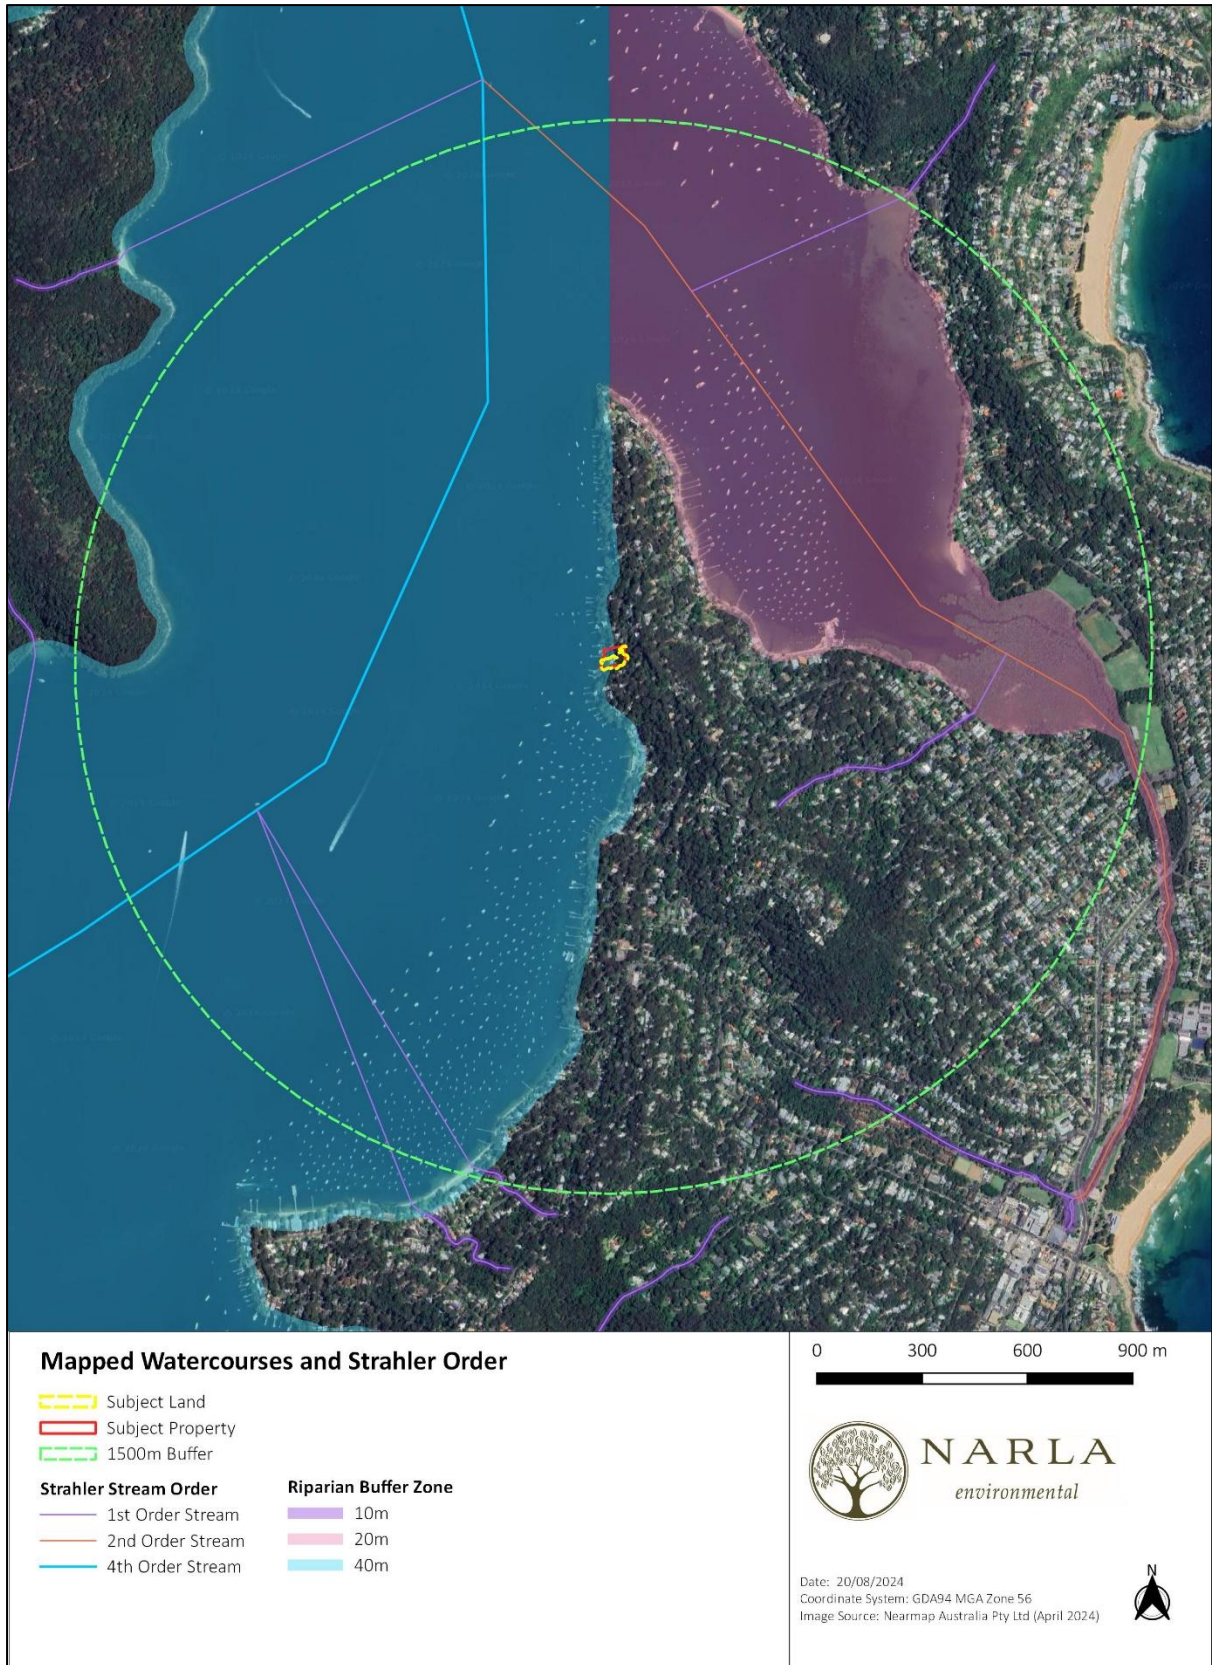 Mapped Watercourses and Strahler Order
Subject Land
Subject Property
1500m Buffer
Strahler Stream Order
1st Order Stream
2nd Order Stream
4th Order Stream
Riparian Buffer Zone
10m
20m
40m
0 300 600 900 m
NARLA
environmental
Date: 20/08/2024
Coordinate System: GDA94 MGA Zone 56
Image Source: Nearmap Australia Pty Ltd (April 2024)
N